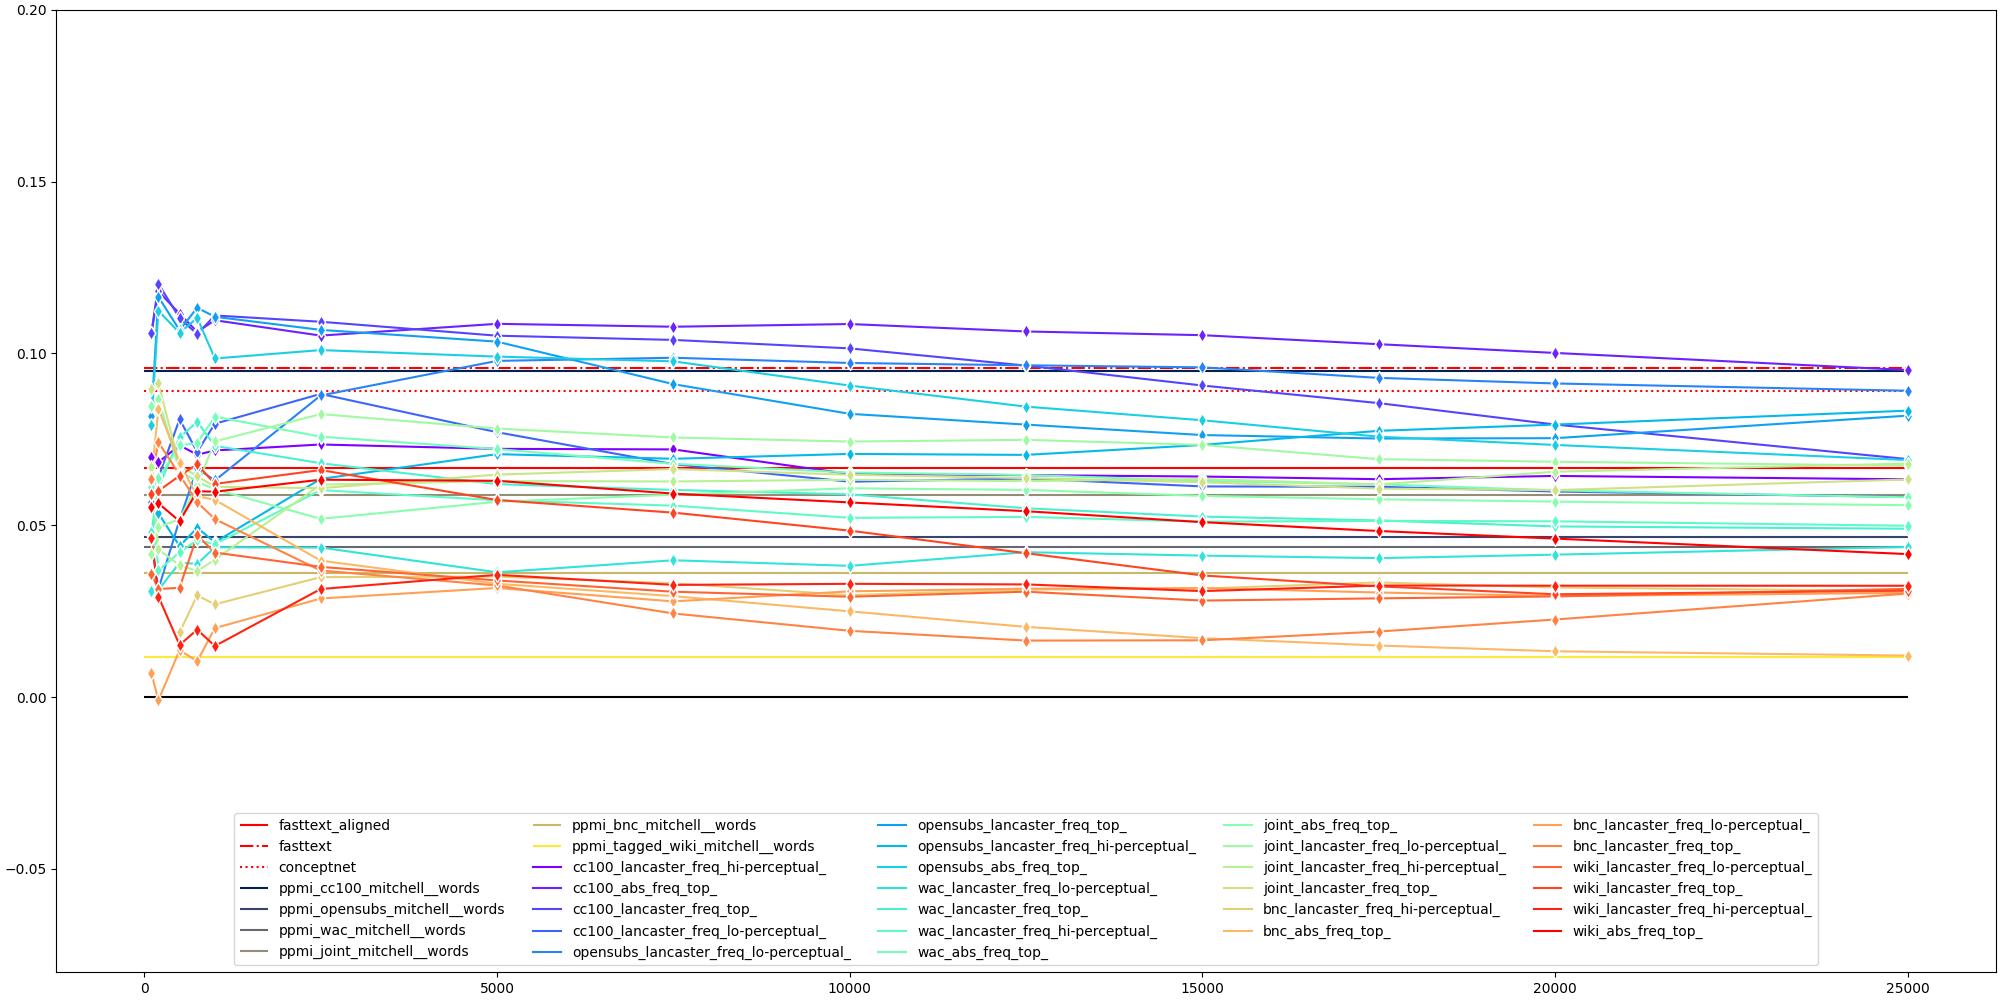 0.20
0.15
0.10
0.05
0.00
−0.05
fasttext_aligned
fasttext
conceptnet
ppmi_cc100_mitchell__words
ppmi_opensubs_mitchell__words
ppmi_wac_mitchell__words
ppmi_joint_mitchell__words
ppmi_bnc_mitchell__words
ppmi_tagged_wiki_mitchell__words
cc100_lancaster_freq_hi-perceptual_
cc100_abs_freq_top_
cc100_lancaster_freq_top_
cc100_lancaster_freq_lo-perceptual_
opensubs_lancaster_freq_lo-perceptual_
opensubs_lancaster_freq_top_
opensubs_lancaster_freq_hi-perceptual_
opensubs_abs_freq_top_
wac_lancaster_freq_lo-perceptual_
wac_lancaster_freq_top_
wac_lancaster_freq_hi-perceptual_
wac_abs_freq_top_
joint_abs_freq_top_
joint_lancaster_freq_lo-perceptual_
joint_lancaster_freq_hi-perceptual_
joint_lancaster_freq_top_
bnc_lancaster_freq_hi-perceptual_
bnc_abs_freq_top_
bnc_lancaster_freq_lo-perceptual_
bnc_lancaster_freq_top_
wiki_lancaster_freq_lo-perceptual_
wiki_lancaster_freq_top_
wiki_lancaster_freq_hi-perceptual_
wiki_abs_freq_top_
0 5000 10000 15000 20000 25000